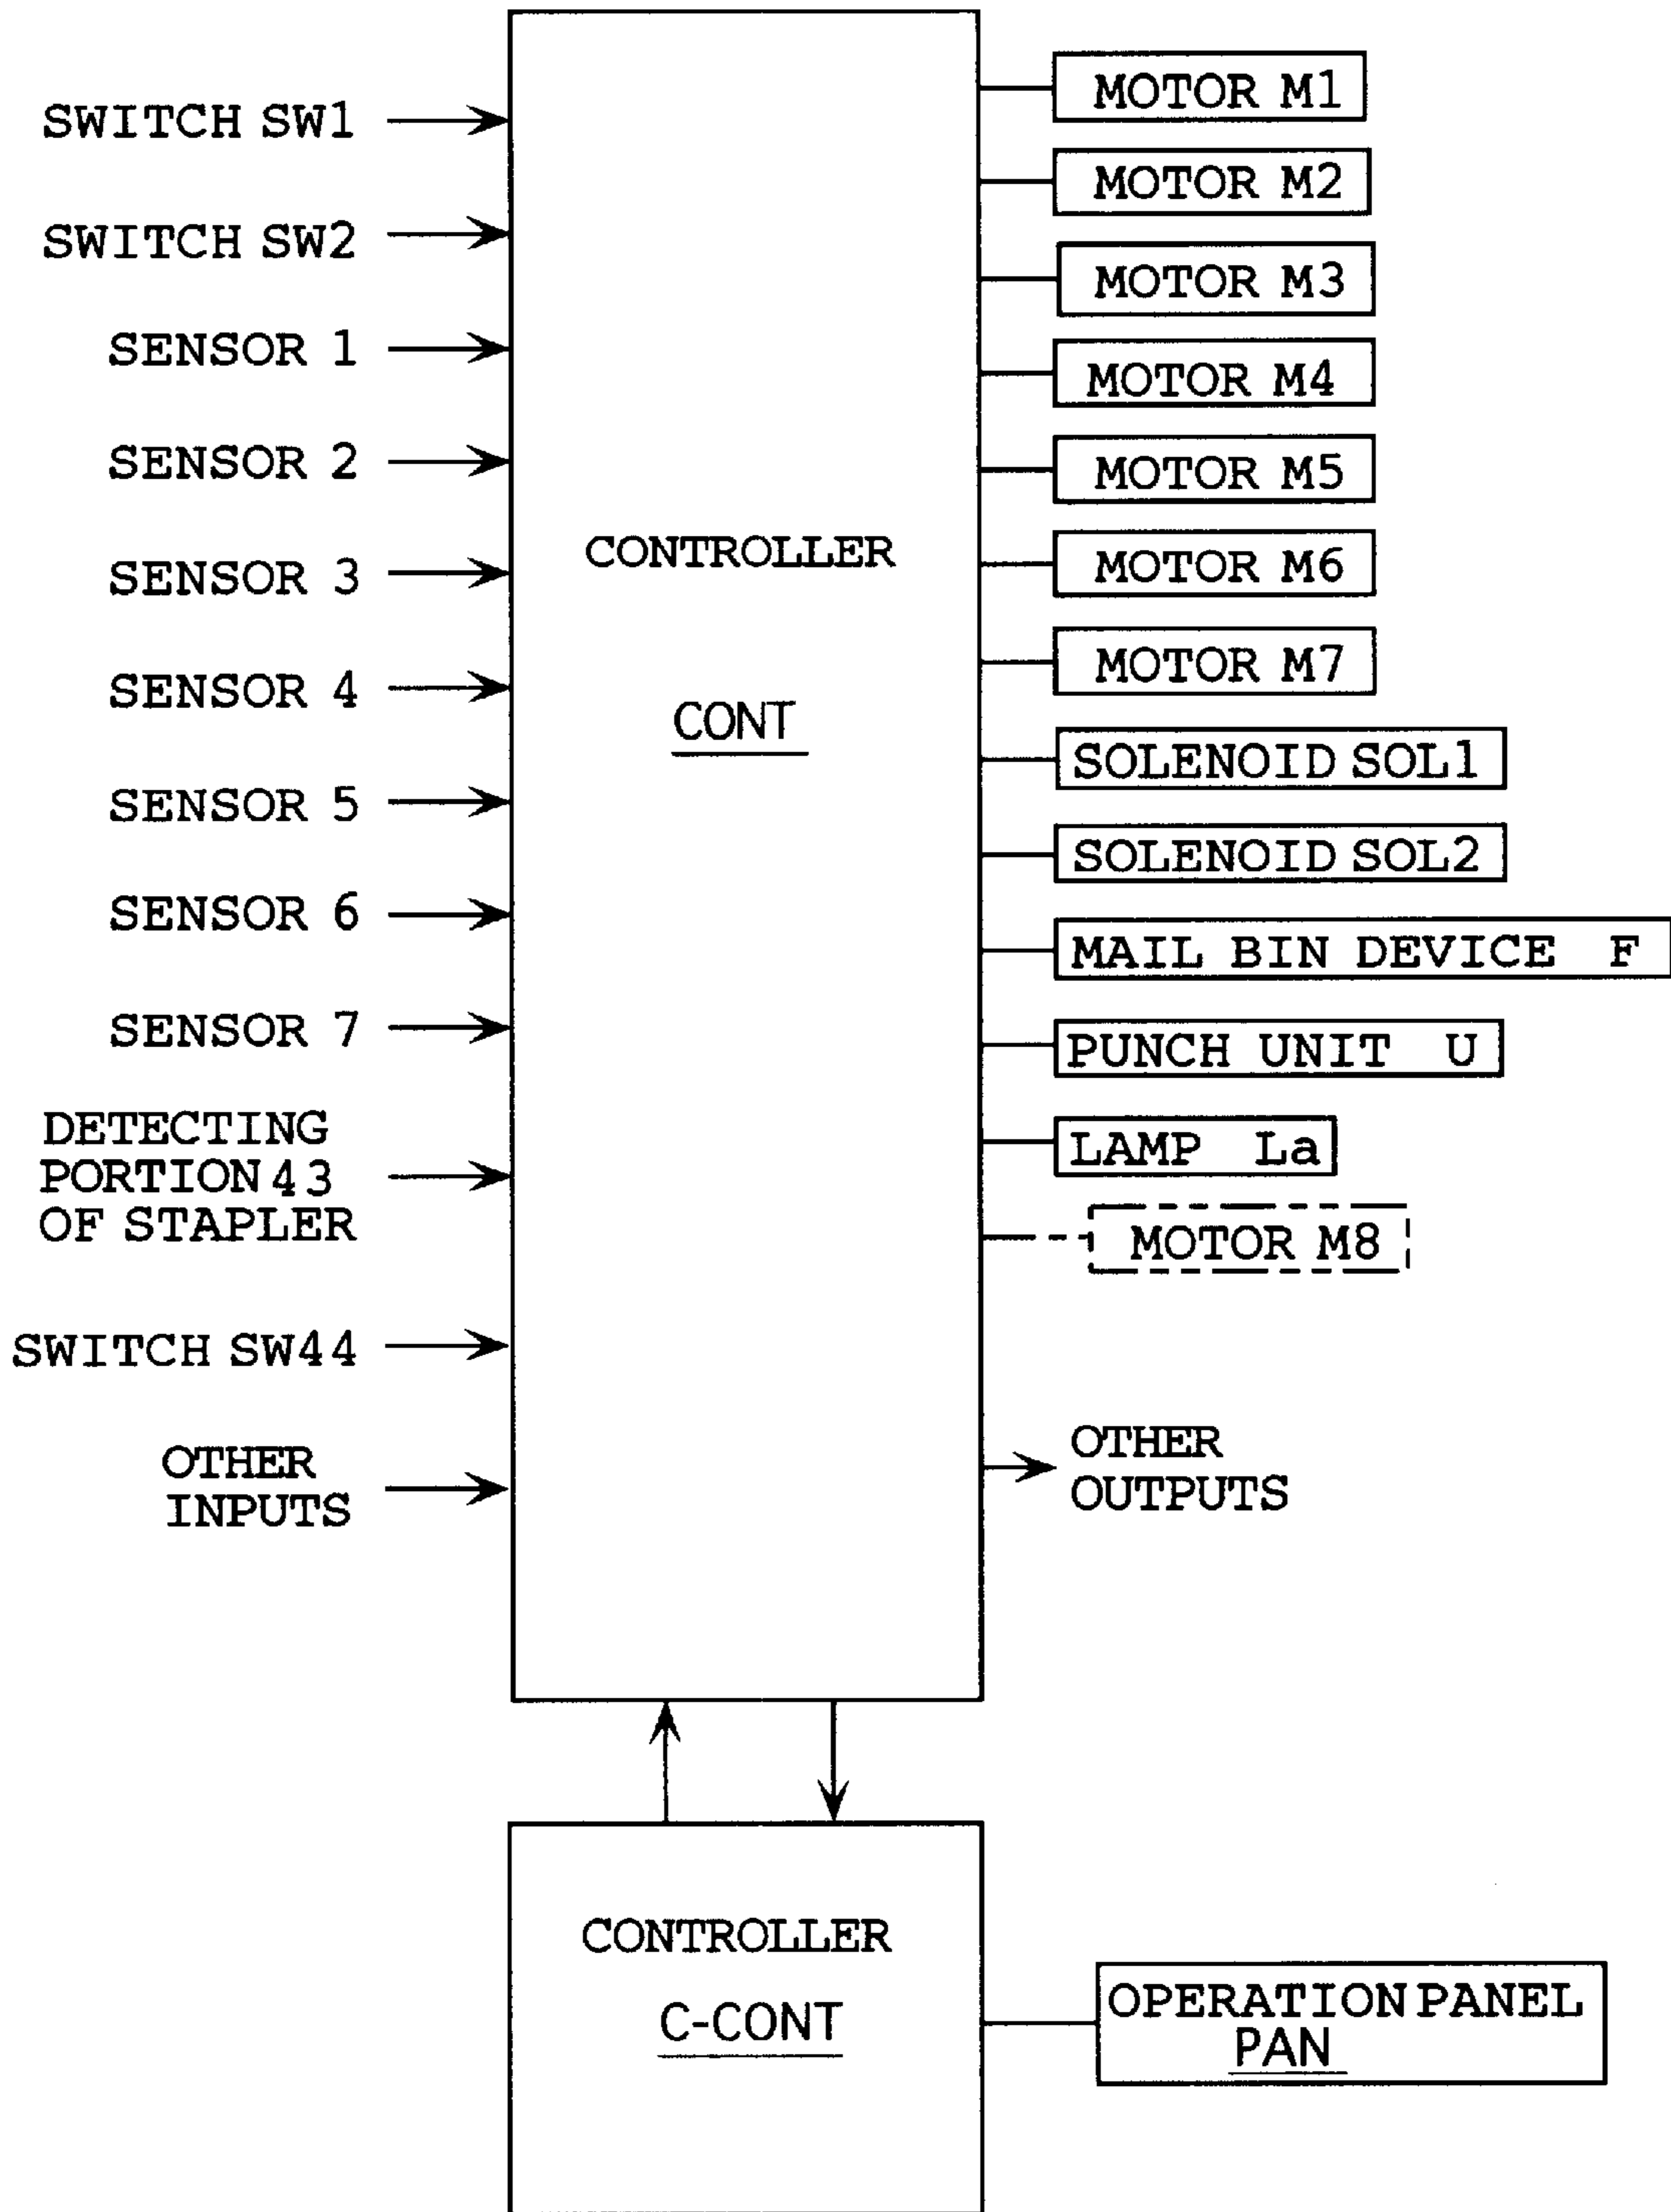 SWITCH SW1
SWITCH SW2
SENSOR 1
SENSOR 2
SENSOR 3
SENSOR 4
SENSOR 5
SENSOR 6
SENSOR 7
DETECTING
PORTION 43
OF STAPLER
SWITCH SW44
OTHER
INPUTS
CONTROLLER
CONT
MOTOR M1
MOTOR M2
MOTOR M3
MOTOR M4
MOTOR M5
MOTOR M6
MOTOR M7
SOLENOID SOL1
SOLENOID SOL2
MAIL BIN DEVICE F
PUNCH UNIT U
LAMP La
MOTOR M8
OTHER
OUTPUTS
CONTROLLER
C-CONT
OPERATION PANEL
PAN